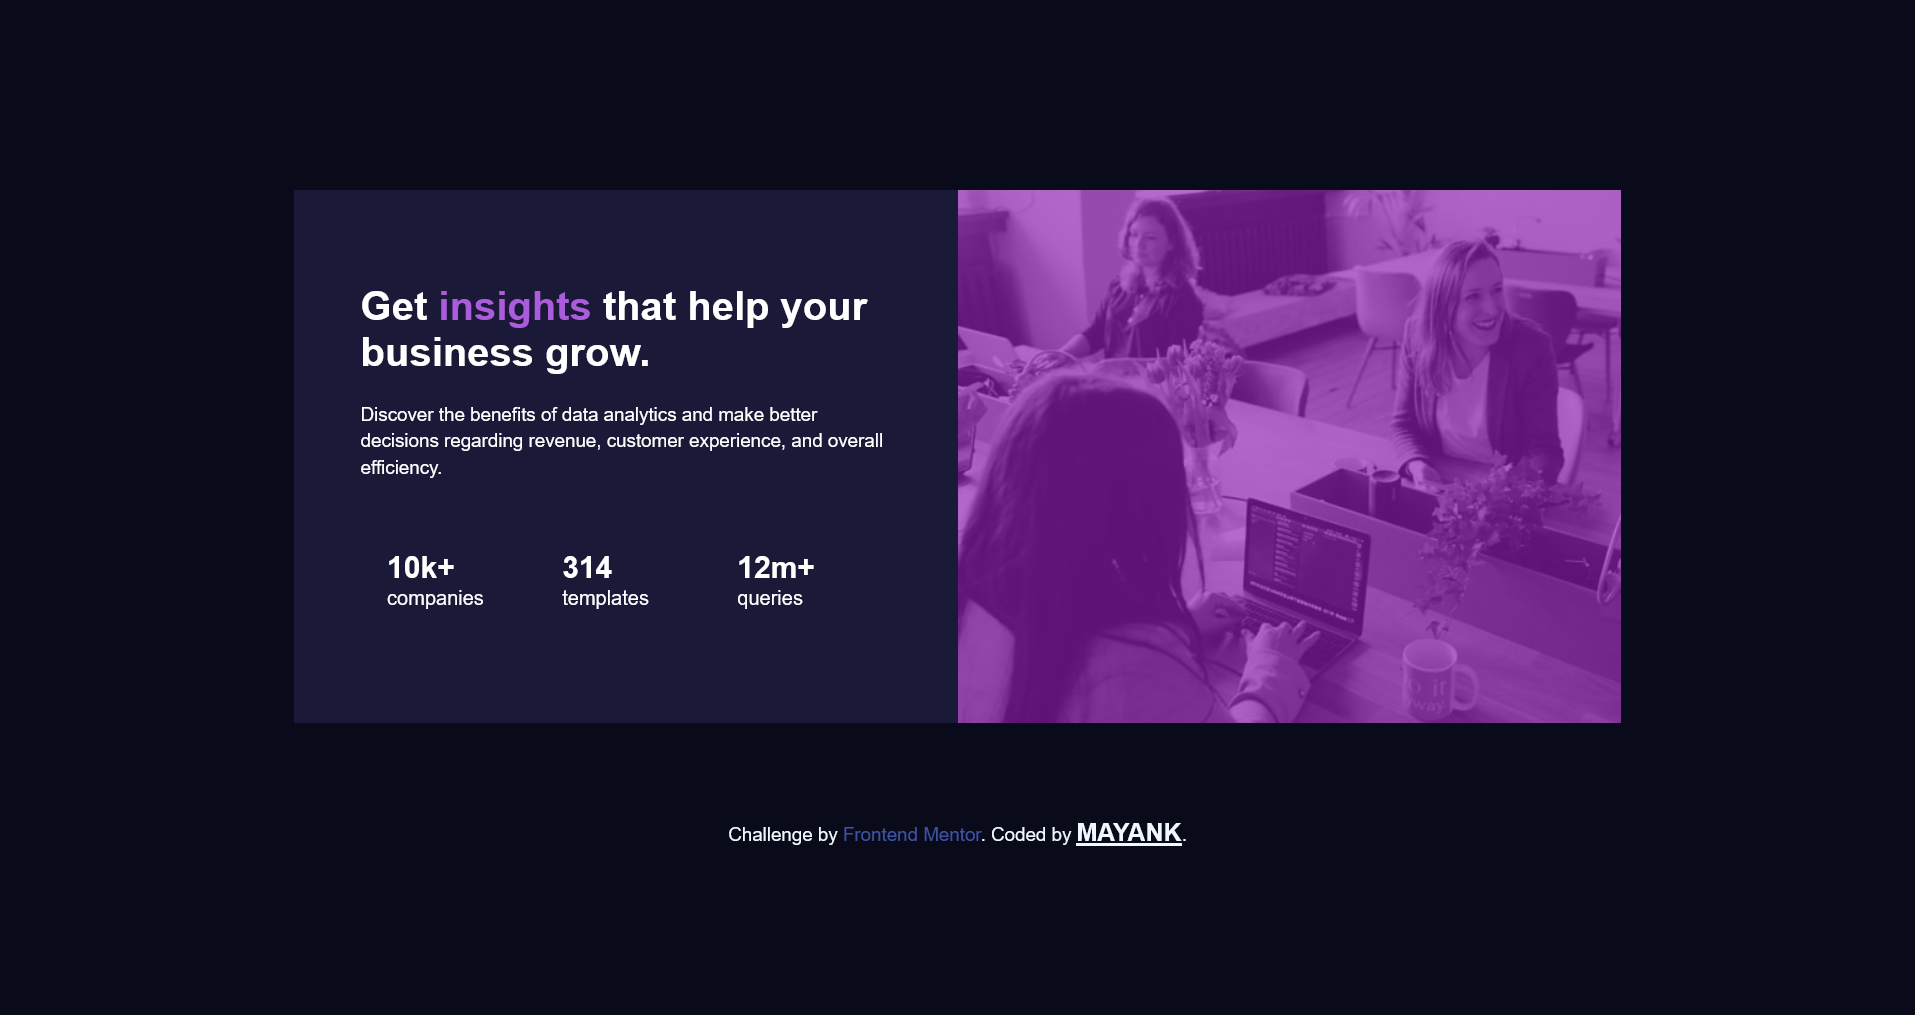 Get insights that help your
business grow.
Discover the benefits of data analytics and make better
decisions regarding revenue, customer experience, and overall
efficiency.
10k+ 314 12m+
companies templates queries
way
Challenge by Frontend Mentor. Coded by MAYANK.